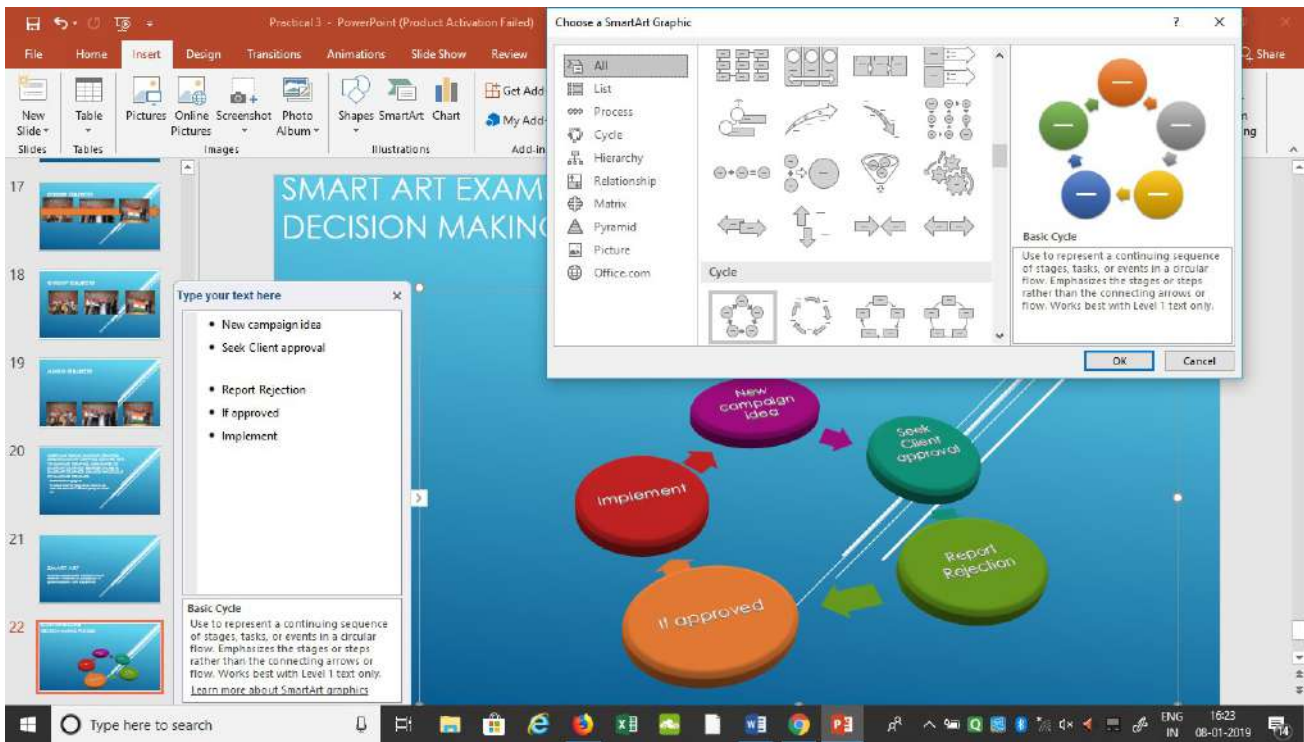 Practical 3 - PowerPoint (Product Activation Failed)
File Home Insert Design Transitions Animations Slide Show Review
Share
New Slide
Table
Pictures
Online Pictures
Screenshot
Photo Album
Shapes
SmartArt
Chart
Get Add
My Add-
Slides
Tables
Images
Illustrations
Add-in
ng
Choose a SmartArt Graphic
? ×
All
List
Process
Cycle
Hierarchy
Relationship
Matrix
Pyramid
Picture
Office.com
Cycle
Basic Cycle
Use to represent a continuing sequence
of stages, tasks, or events in a circular
flow. Emphasizes the stages or steps
rather than the connecting arrows or
flow. Works best with Level 1 text only.
OK
Cancel
17
18
19
20
21
22
SMART ART
SMART ART EXAM
DECISION MAKING
Type your text here ×
• New campaign idea
• Seek Client approval
• Report Rejection
• If approved
• Implement
Basic Cycle
Use to represent a continuing sequence
of stages, tasks, or events in a circular
flow. Emphasizes the stages or steps
rather than the connecting arrows or
flow. Works best with Level 1 text only.
Learn more about SmartArt graphics
New
campaign
idea
Seek
Client
approval
Report
Rejection
If approved
Implement
Type here to search
ENG
IN
16:23
08-01-2019
14